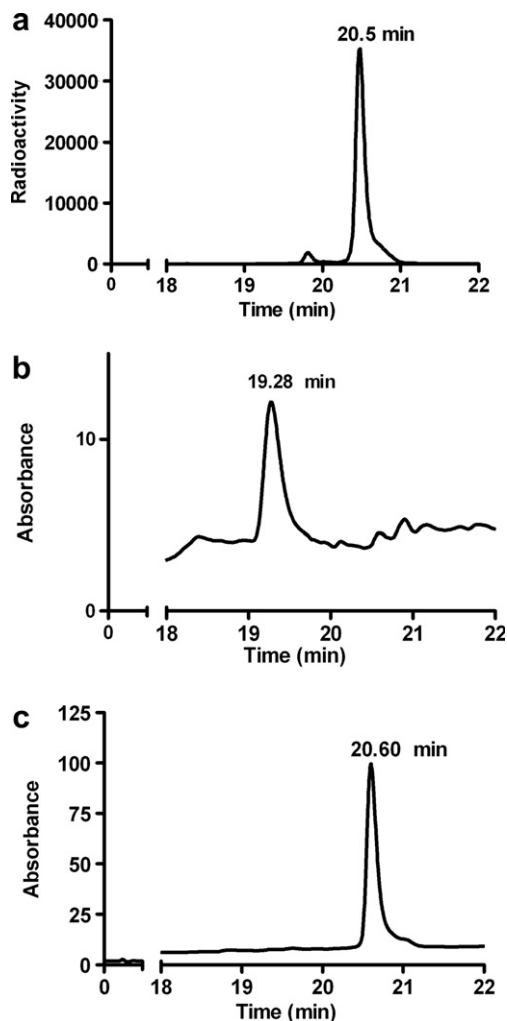 a
20.5 min
40000
30000
20000
10000
0
Radioactivity
0 18 19 20 21 22
Time (min)
b
19.28 min
10
0
Absorbance
0 18 19 20 21 22
Time (min)
c
125
20.60 min
100
75
50
25
0
Absorbance
0 18 19 20 21 22
Time (min)